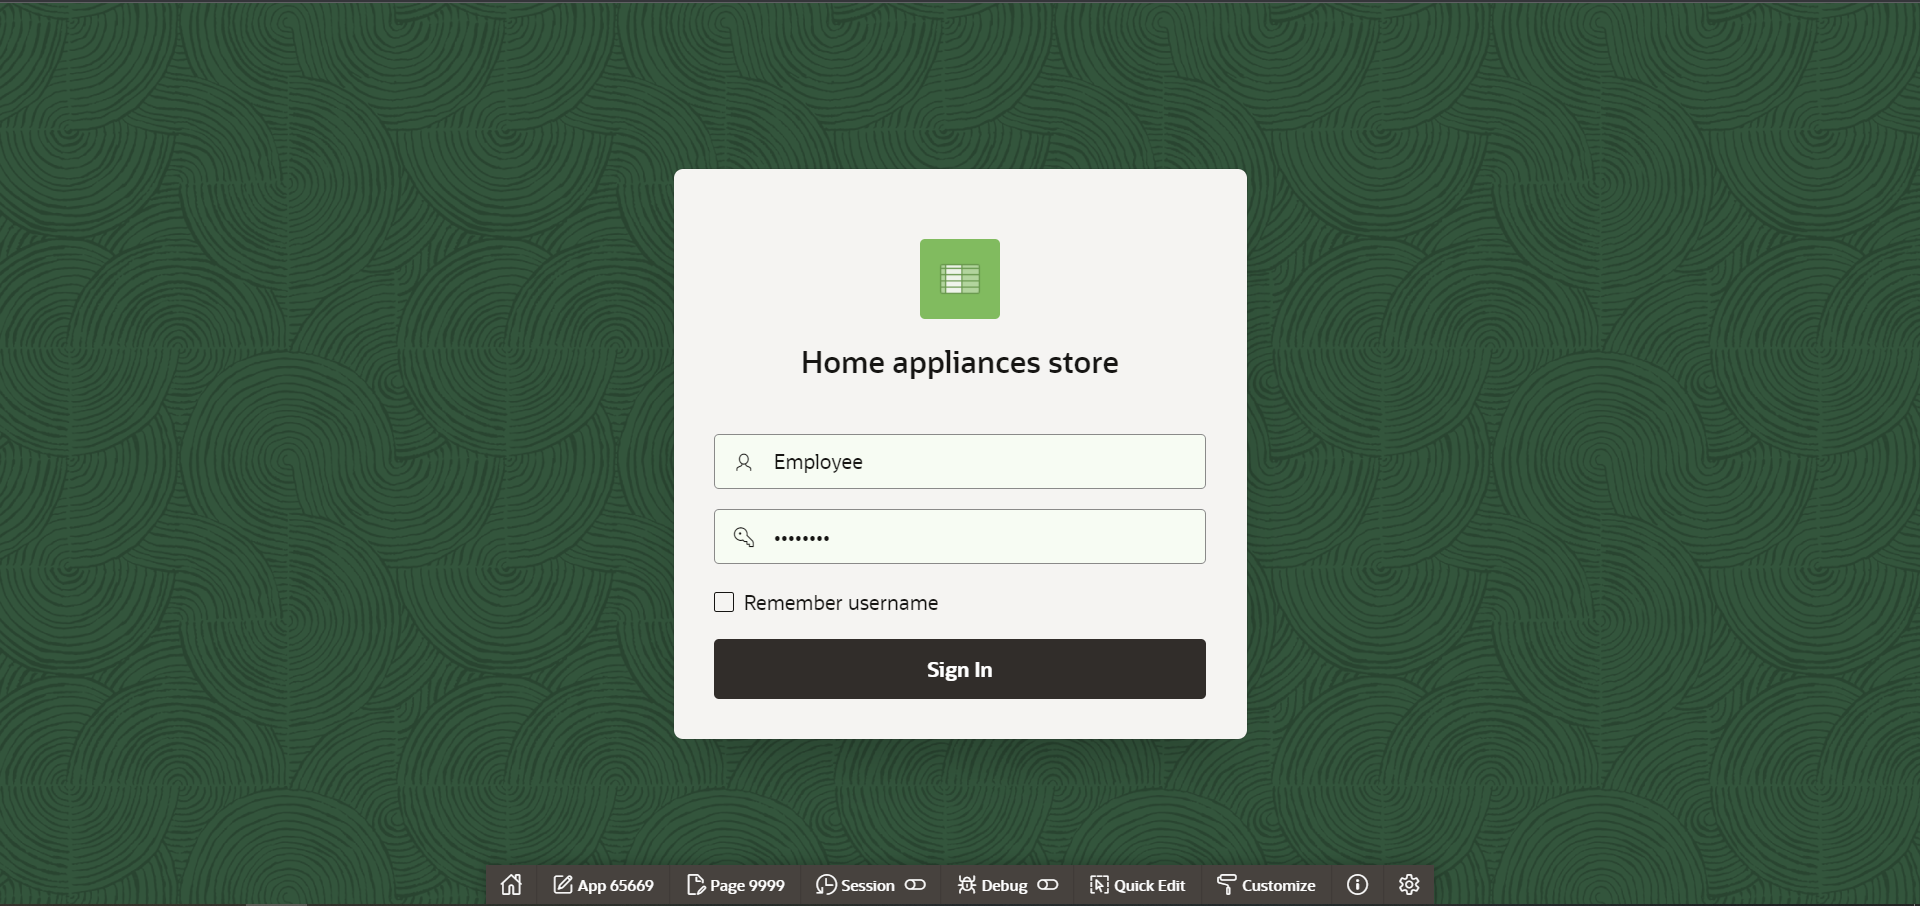 Home appliances store
Employee
••••••••
Remember username
Sign In
App 65669 Page 9999 Session Debug Quick Edit Customize